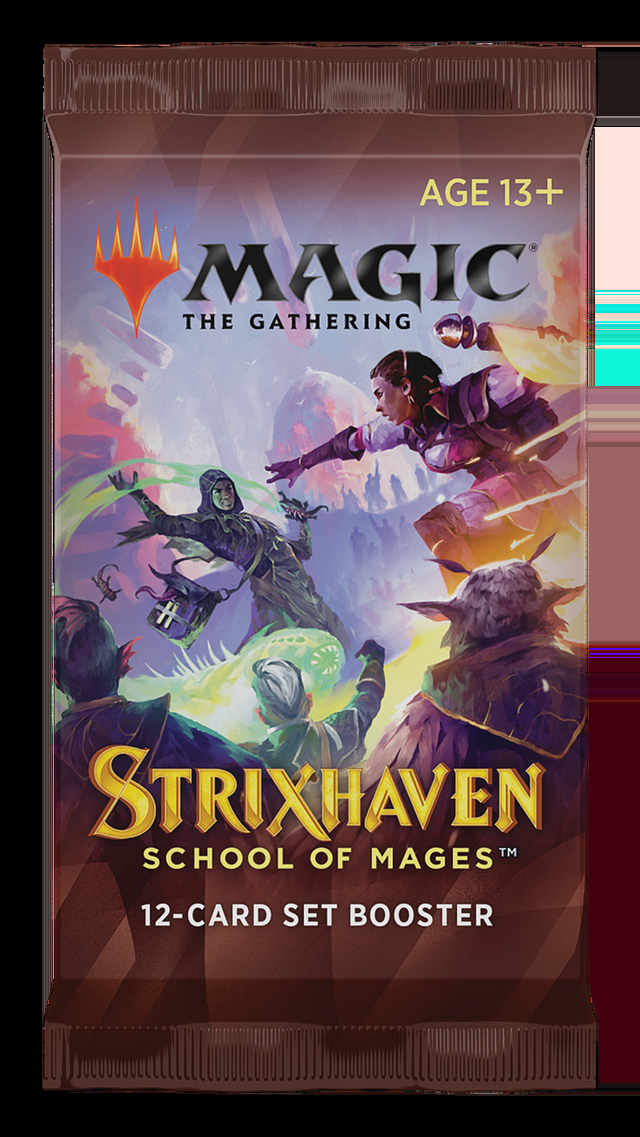 AGE 13+
MAGIC®
THE GATHERING
STRIXHAVEN
SCHOOL OF MAGES™
12-CARD SET BOOSTER